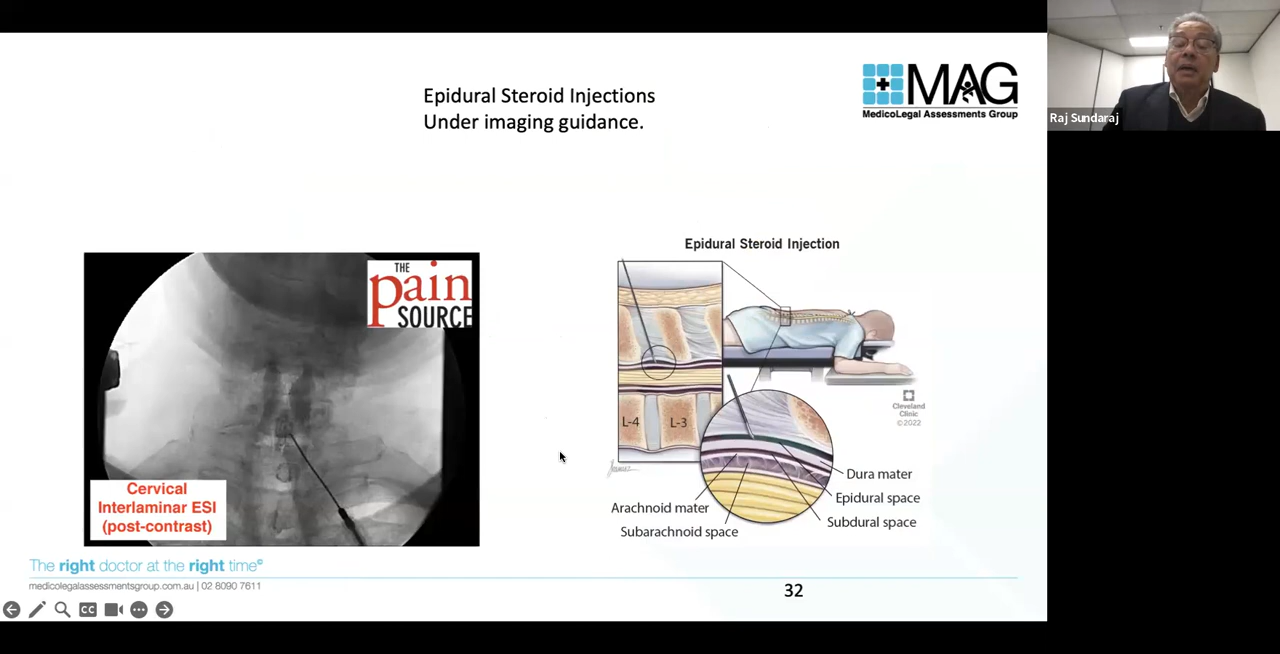 Epidural Steroid Injections
Under imaging guidance.
MAG
MedicoLegal Assessments Group
Raj Sundaraj
THE
pain
SOURCE
Cervical
Interlaminar ESI
(post-contrast)
Epidural Steroid Injection
L-4
L-3
Cleveland
Clinic
©2022
Dura mater
Epidural space
Subdural space
Arachnoid mater
Subarachnoid space
The right doctor at the right time©
medicolegalassessmentsgroup.com.au | 02 8090 7611
32
CC